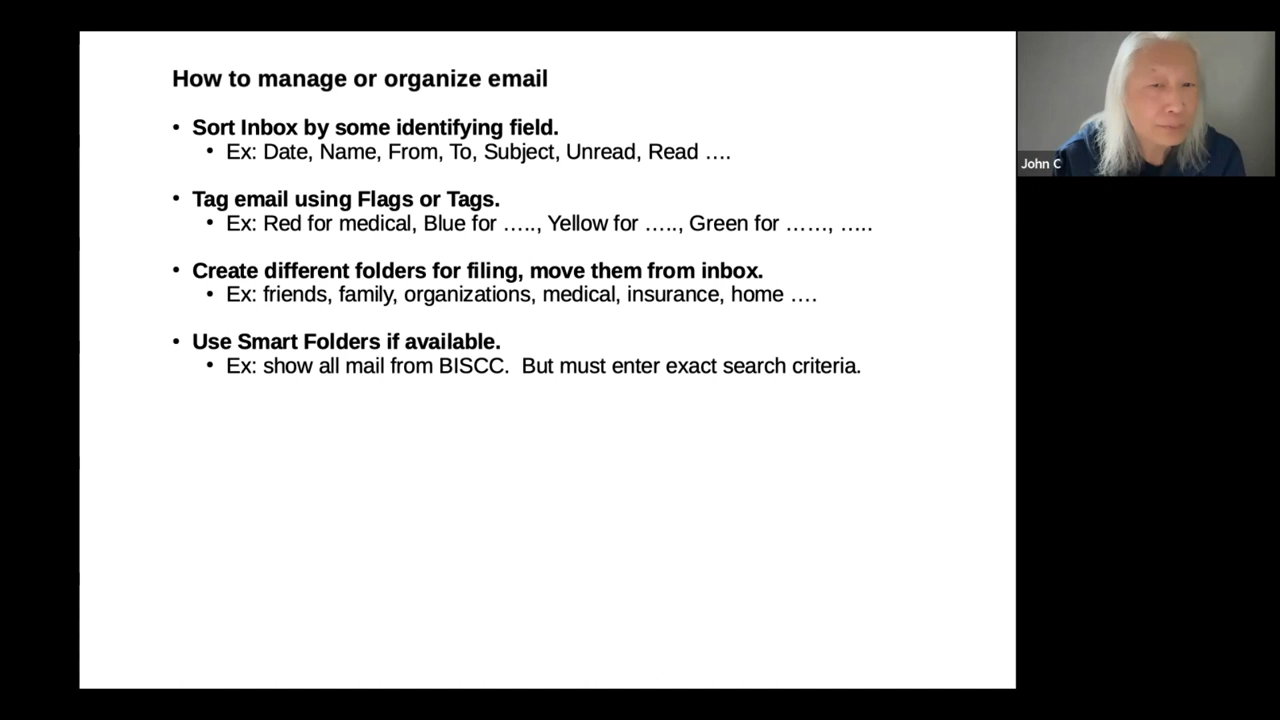 How to manage or organize email
• Sort Inbox by some identifying field.
• Ex: Date, Name, From, To, Subject, Unread, Read ….
• Tag email using Flags or Tags.
• Ex: Red for medical, Blue for ….., Yellow for ….., Green for ……, …..
• Create different folders for filing, move them from inbox.
• Ex: friends, family, organizations, medical, insurance, home ….
• Use Smart Folders if available.
• Ex: show all mail from BISCC.  But must enter exact search criteria.
John C